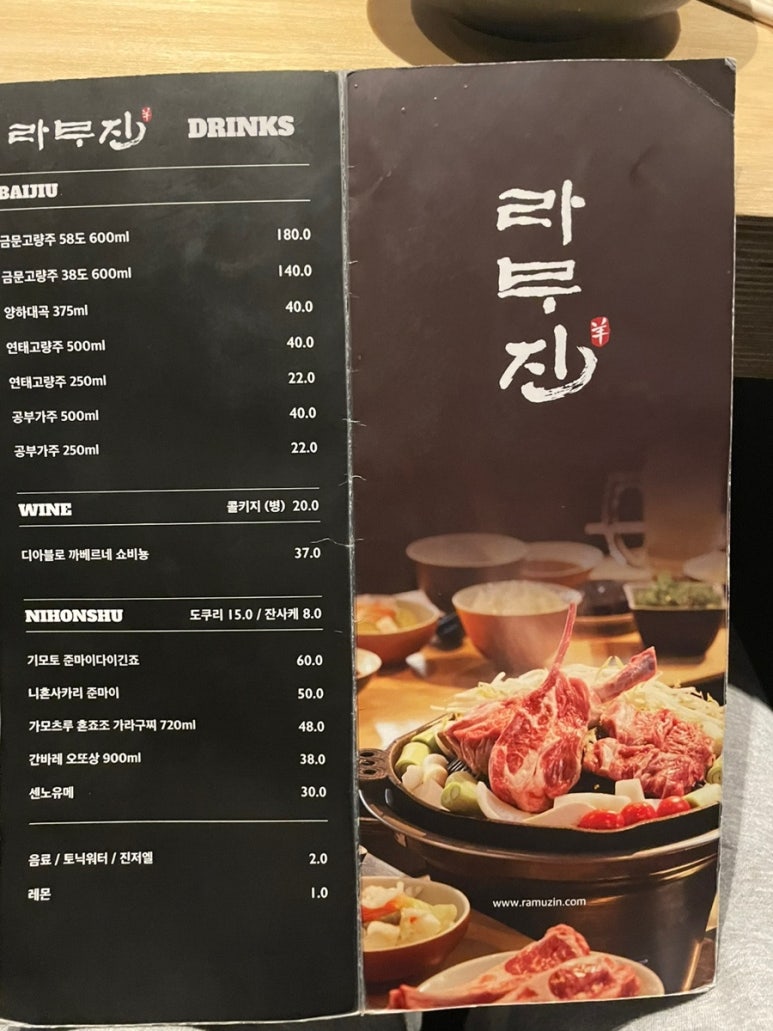 라무진 羊 DRINKS
BAIJIU
금문고량주 58도 600ml 180.0
금문고량주 38도 600ml 140.0
양하대곡 375ml 40.0
연태고량주 500ml 40.0
연태고량주 250ml 22.0
공부가주 500ml 40.0
공부가주 250ml 22.0
WINE 콜키지 (병) 20.0
디아블로 까베르네 쇼비뇽 37.0
NIHONSHU 도쿠리 15.0 / 잔사케 8.0
기모토 준마이다이긴죠 60.0
니혼사카리 준마이 50.0
가모츠루 혼죠조 가라구찌 720ml 48.0
간바레 오또상 900ml 38.0
센노유메 30.0
음료 / 토닉워터 / 진저엘 2.0
레몬 1.0
라
무
진 羊
www.ramuzin.com